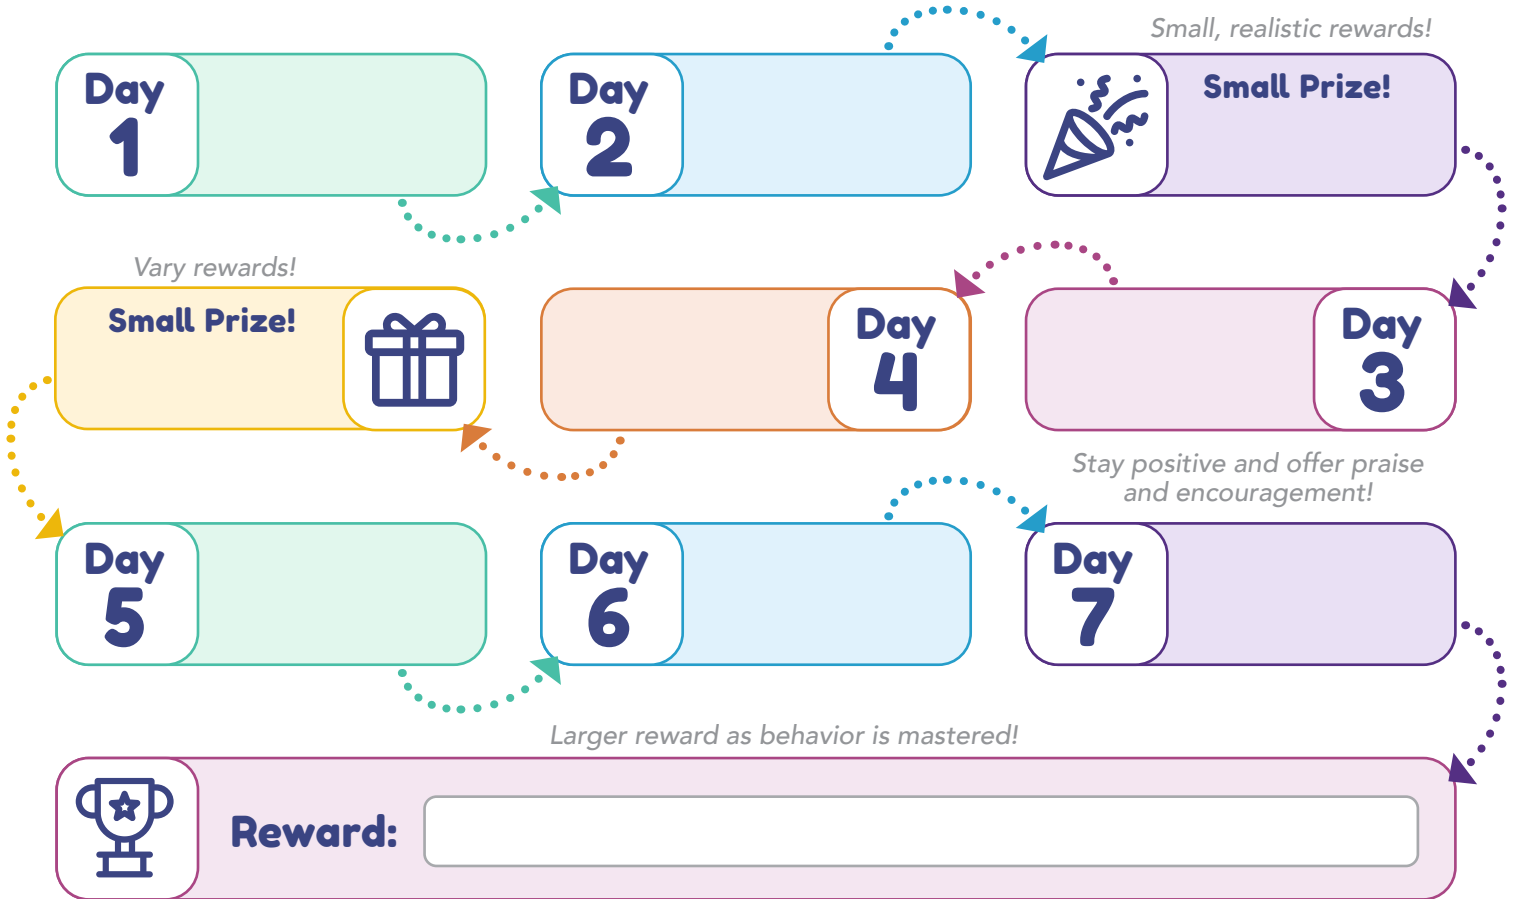 Small, realistic rewards!
Day
1
Day
2
Small Prize!
Vary rewards!
Small Prize!
Day
4
Day
3
Stay positive and offer praise
and encouragement!
Day
5
Day
6
Day
7
Larger reward as behavior is mastered!
Reward: